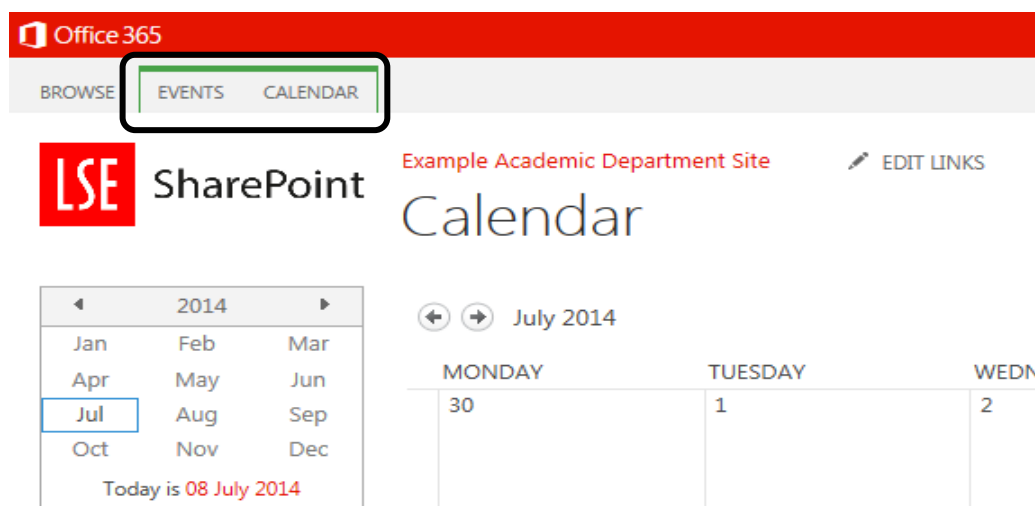 Office 365
BROWSE EVENTS CALENDAR
LSE SharePoint
Example Academic Department Site EDIT LINKS
Calendar
2014
Jan Feb Mar
Apr May Jun
Jul Aug Sep
Oct Nov Dec
Today is 08 July 2014
July 2014
MONDAY TUESDAY WEDN
30 1 2